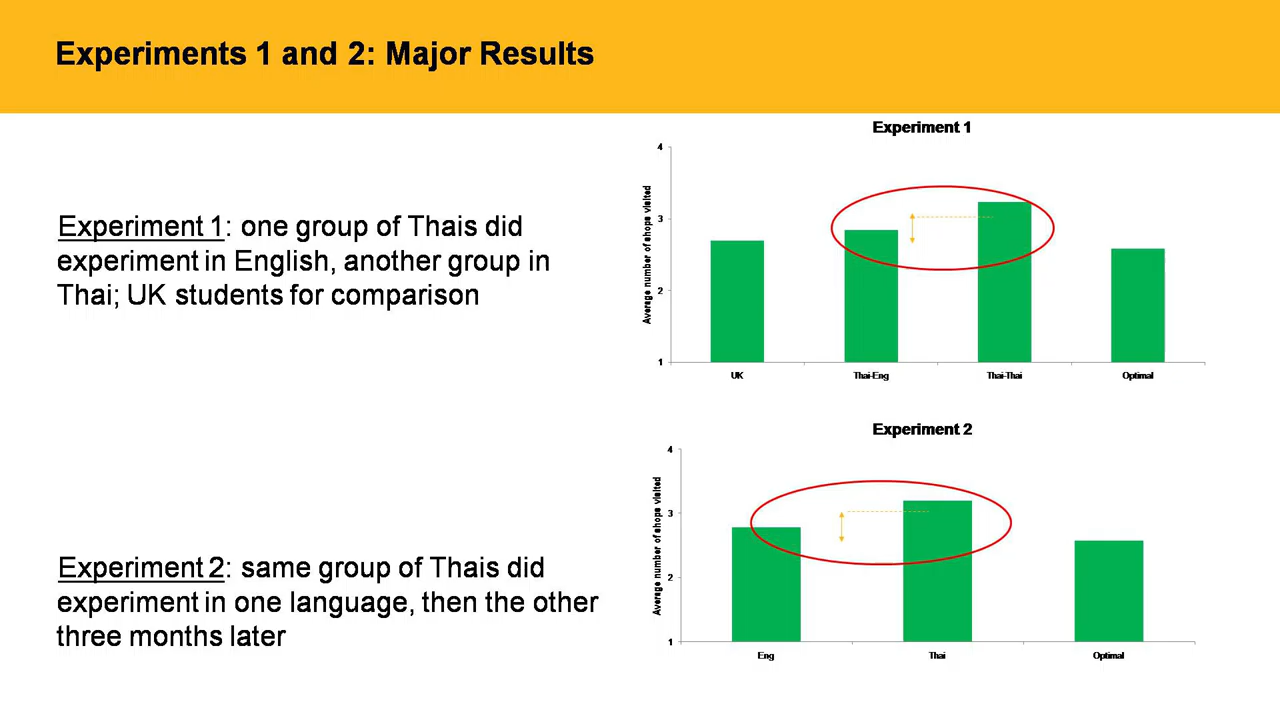 Experiments 1 and 2: Major Results
Experiment 1: one group of Thais did
experiment in English, another group in
Thai; UK students for comparison
Experiment 2: same group of Thais did
experiment in one language, then the other
three months later
Experiment 1
Average number of shops visited
4
3
2
1
UK
Thai-Eng
Thai-Thai
Optimal
Experiment 2
Average number of shops visited
4
3
2
1
Eng
Thai
Optimal